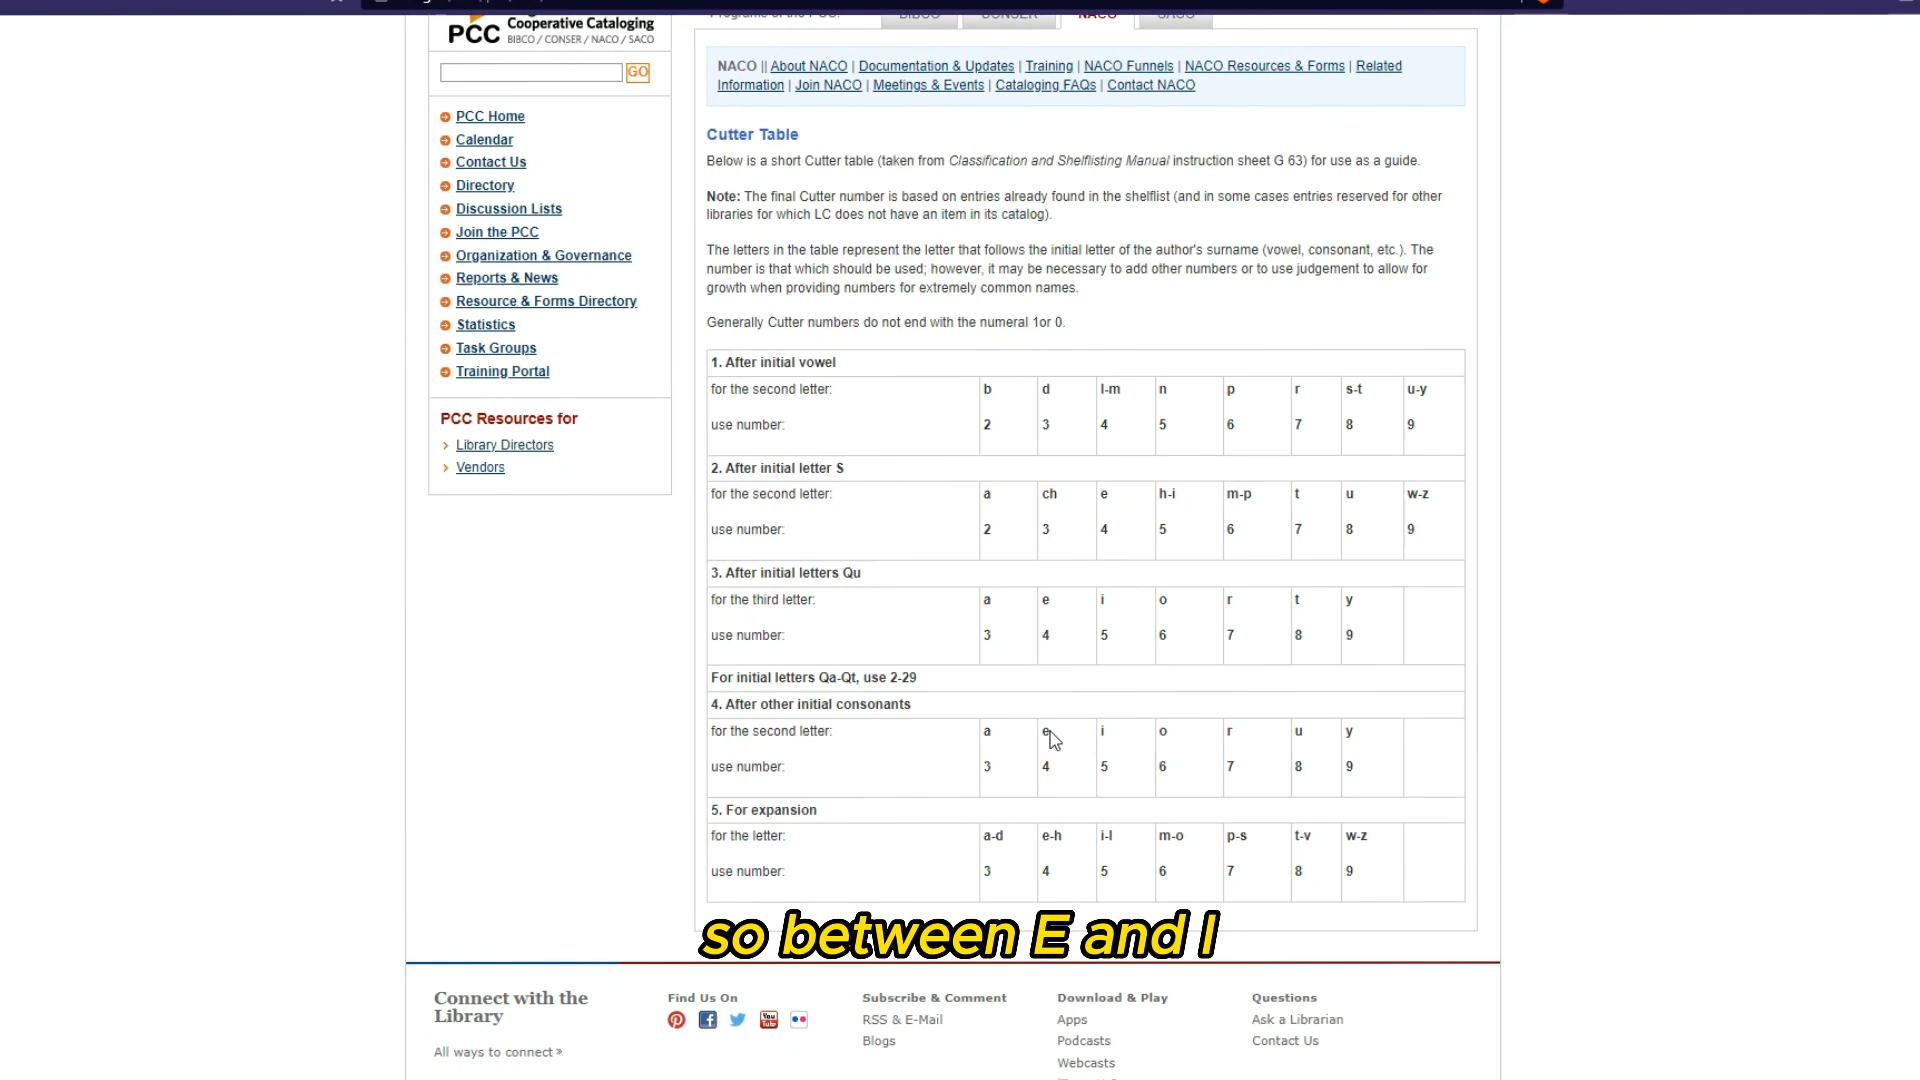 Cooperative Cataloging
PCC BIBCO / CONSER / NACO / SACO
GO
PCC Home
Calendar
Contact Us
Directory
Discussion Lists
Join the PCC
Organization & Governance
Reports & News
Resource & Forms Directory
Statistics
Task Groups
Training Portal
PCC Resources for
Library Directors
Vendors
Programs of the PCC: BIBCO CONSER NACO SACO
NACO || About NACO | Documentation & Updates | Training | NACO Funnels | NACO Resources & Forms | Related
Information | Join NACO | Meetings & Events | Cataloging FAQs | Contact NACO
Cutter Table
Below is a short Cutter table (taken from Classification and Shelflisting Manual instruction sheet G 63) for use as a guide.
Note: The final Cutter number is based on entries already found in the shelflist (and in some cases entries reserved for other
libraries for which LC does not have an item in its catalog).
The letters in the table represent the letter that follows the initial letter of the author's surname (vowel, consonant, etc.). The
number is that which should be used; however, it may be necessary to add other numbers or to use judgement to allow for
growth when providing numbers for extremely common names.
Generally Cutter numbers do not end with the numeral 1or 0.
1. After initial vowel
for the second letter: b d l-m n p r s-t u-y
use number: 2 3 4 5 6 7 8 9
2. After initial letter S
for the second letter: a ch e h-i m-p t u w-z
use number: 2 3 4 5 6 7 8 9
3. After initial letters Qu
for the third letter: a e i o r t y
use number: 3 4 5 6 7 8 9
For initial letters Qa-Qt, use 2-29
4. After other initial consonants
for the second letter: a e i o r u y
use number: 3 4 5 6 7 8 9
5. For expansion
for the letter: a-d e-h i-l m-o p-s t-v w-z
use number: 3 4 5 6 7 8 9
so between E and I
Connect with the
Library
All ways to connect »
Find Us On
You Tube
Subscribe & Comment
RSS & E-Mail
Blogs
Download & Play
Apps
Podcasts
Webcasts
Questions
Ask a Librarian
Contact Us